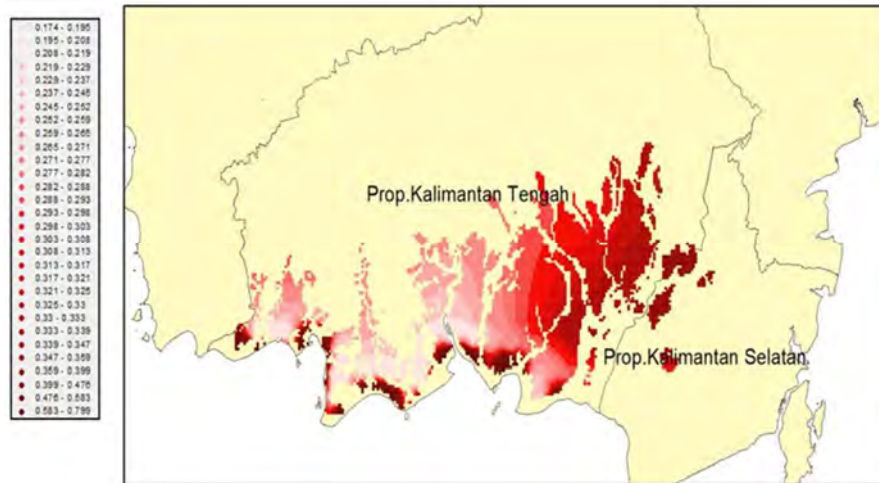 0.174 - 0.195
0.195 - 0.208
0.208 - 0.219
0.219 - 0.229
0.229 - 0.237
0.237 - 0.245
0.245 - 0.252
0.252 - 0.259
0.259 - 0.265
0.265 - 0.271
0.271 - 0.277
0.277 - 0.282
0.282 - 0.288
0.288 - 0.293
0.293 - 0.298
0.298 - 0.303
0.303 - 0.308
0.308 - 0.313
0.313 - 0.317
0.317 - 0.321
0.321 - 0.325
0.325 - 0.33
0.33 - 0.333
0.333 - 0.339
0.339 - 0.347
0.347 - 0.359
0.359 - 0.399
0.399 - 0.476
0.476 - 0.583
0.583 - 0.799
Prop.Kalimantan Tengah
Prop.Kalimantan Selatan